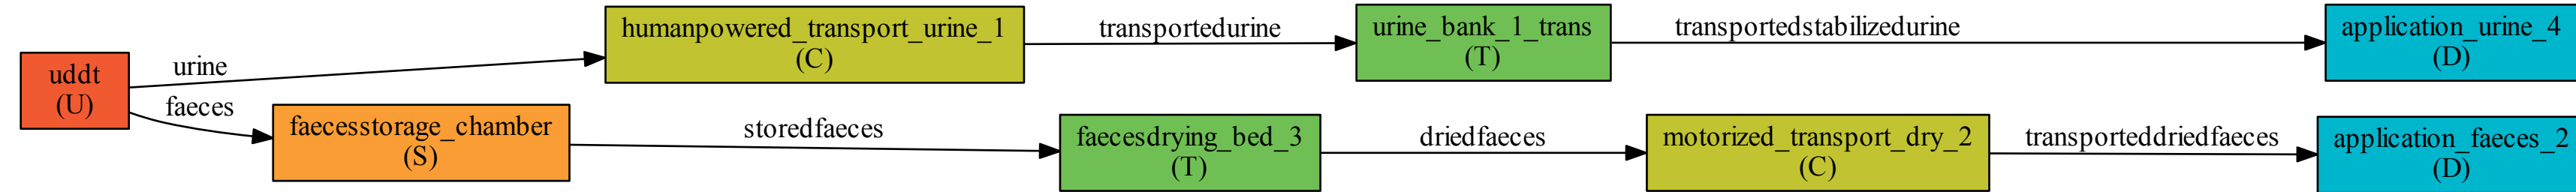 uddt
(U)
urine
faeces
humanpowered_transport_urine_1
(C)
transportedurine
urine_bank_1_trans
(T)
transportedstabilizedurine
application_urine_4
(D)
faecesstorage_chamber
(S)
storedfaeces
faecesdrying_bed_3
(T)
driedfaeces
motorized_transport_dry_2
(C)
transporteddriedfaeces
application_faeces_2
(D)